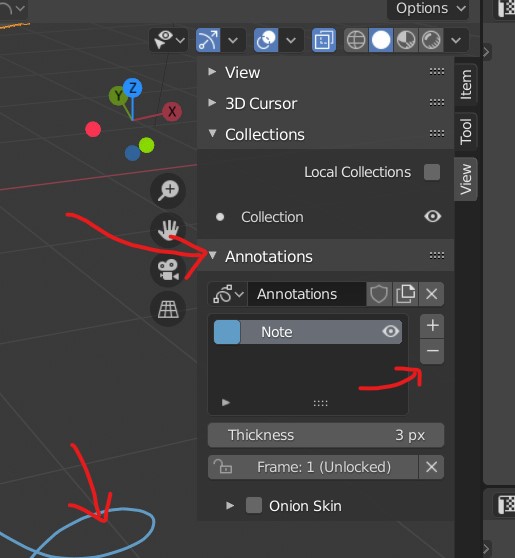 Options
Z
Y
X
View
3D Cursor
Collections
Local Collections
Collection
Annotations
Annotations
Note
Thickness 3 px
Frame: 1 (Unlocked)
Onion Skin
Item
Tool
View